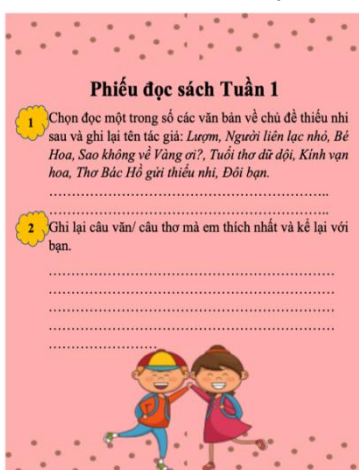 Phiếu đọc sách Tuần 1
1 Chọn đọc một trong số các văn bản về chủ đề thiếu nhi
sau và ghi lại tên tác giả: Lượm, Người liên lạc nhỏ, Bé
Hoa, Sao không về Vàng ơi?, Tuổi thơ dữ dội, Kính vạn
hoa, Thơ Bác Hồ gửi thiếu nhi, Đôi bạn.
......................................................
......................................................
2 Ghi lại câu văn/ câu thơ mà em thích nhất và kể lại với
bạn.
......................................................
......................................................
......................................................
......................................................
.....................